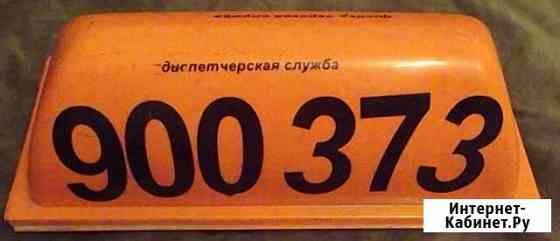 диспетчерская служба
900 373
Интернет-
Кабинет.Ру